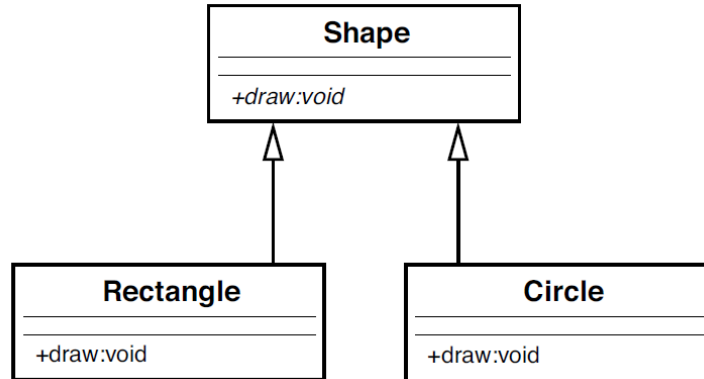 Shape
+draw:void
Rectangle
+draw:void
Circle
+draw:void